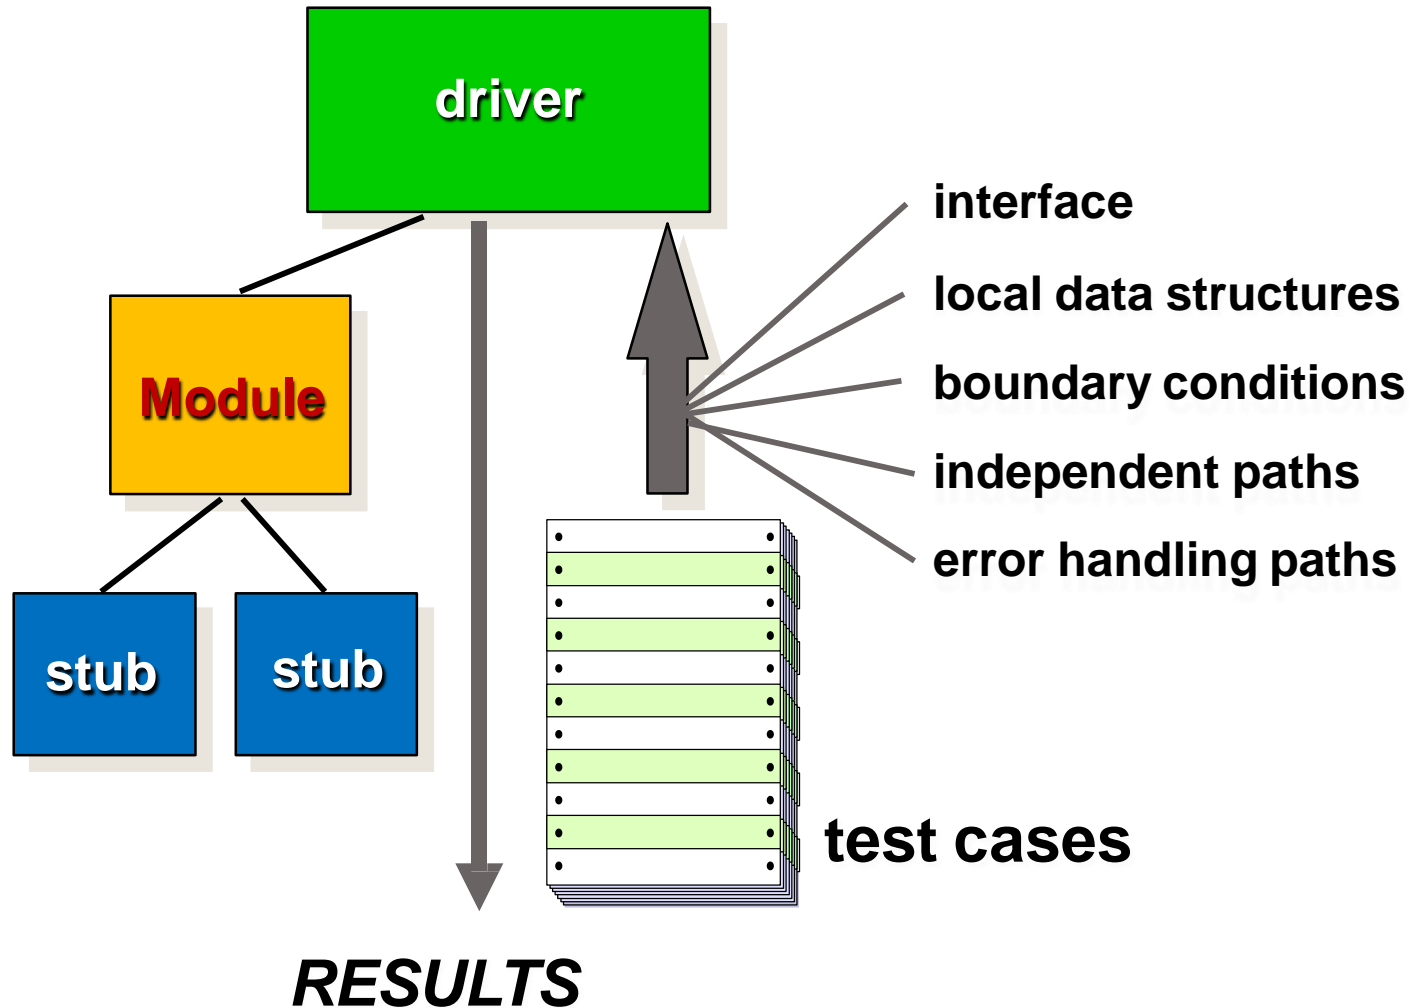 driver
interface
local data structures
boundary conditions
independent paths
error handling paths
Module
stub
stub
test cases
RESULTS